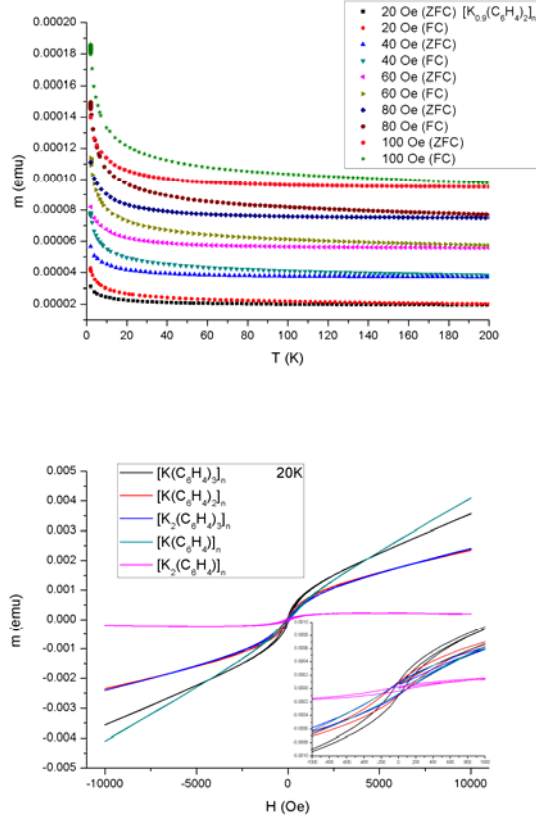 20 Oe (ZFC) [K0.9(C6H4)2]n
20 Oe (FC)
40 Oe (ZFC)
40 Oe (FC)
60 Oe (ZFC)
60 Oe (FC)
80 Oe (ZFC)
80 Oe (FC)
100 Oe (ZFC)
100 Oe (FC)
0.00020
0.00018
0.00016
0.00014
0.00012
0.00010
0.00008
0.00006
0.00004
0.00002
m (emu)
0 20 40 60 80 100 120 140 160 180 200
T (K)
[K(C6H4)3]n 20K
[K(C6H4)2]n
[K2(C6H4)3]n
[K(C6H4)]n
[K2(C6H4)]n
0.005
0.004
0.003
0.002
0.001
0.000
-0.001
-0.002
-0.003
-0.004
-0.005
m (emu)
-10000 -5000 0 5000 10000
H (Oe)